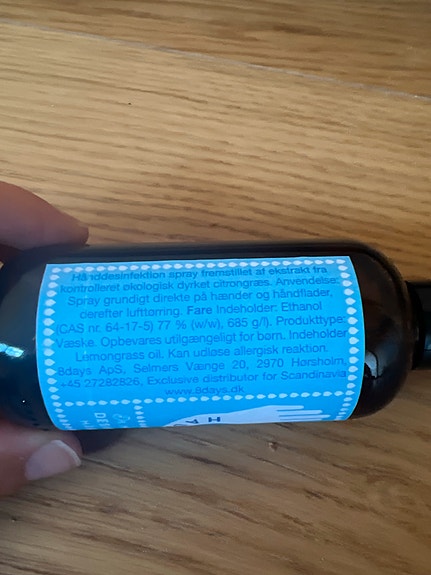 Hånddesinfektion spray fremstillet af ekstrakt fra
kontrolleret økologisk dyrket citrongræs. Anvendelse:
Spray grundigt direkte på hænder og håndflader,
derefter lufttørring. Fare Indeholder: Ethanol
(CAS nr. 64-17-5) 77 % (w/w), 685 g/l). Produkttype:
Væske. Opbevares utilgængeligt for børn. Indeholder
Lemongrass oil. Kan udløse allergisk reaktion.
8days ApS, Selmers Vænge 20, 2970 Hørsholm,
+45 27282826, Exclusive distributor for Scandinavia
www.8days.dk